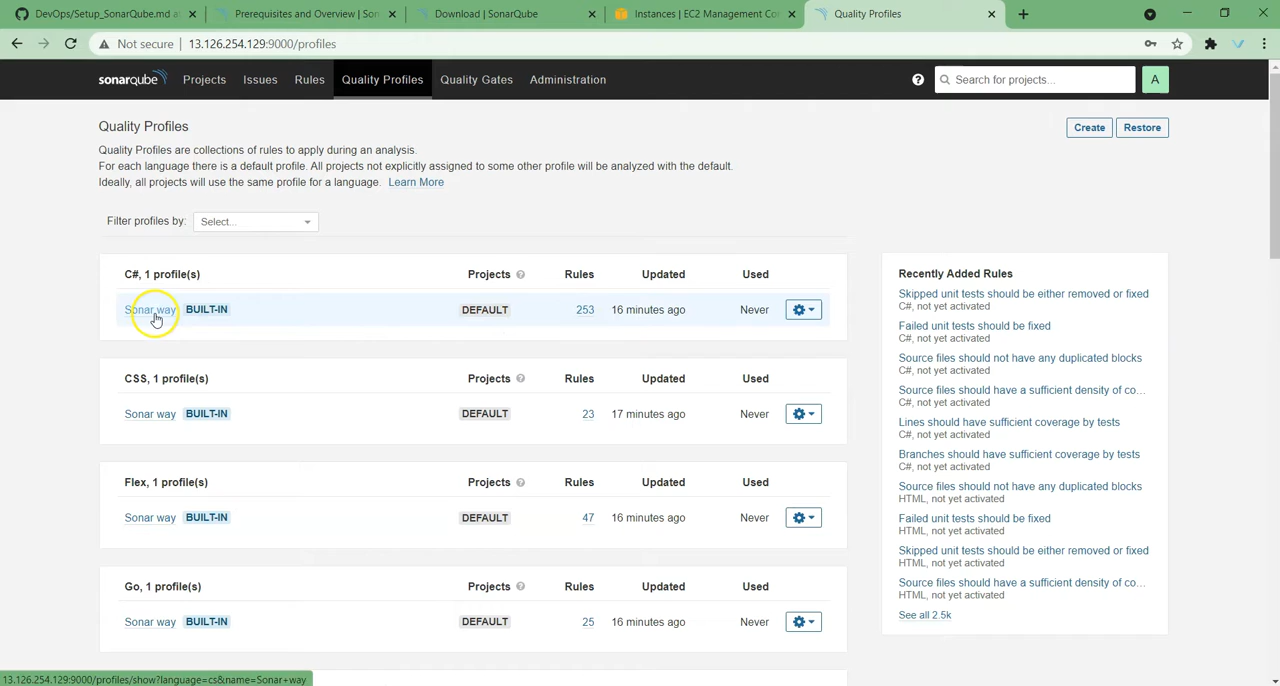 DevOps/Setup_SonarQube.md at
Prerequisites and Overview | Son
Download | SonarQube
Instances | EC2 Management Con
Quality Profiles
Not secure | 13.126.254.129:9000/profiles
sonarqube Projects Issues Rules Quality Profiles Quality Gates Administration Search for projects... A
Quality Profiles
Create Restore
Quality Profiles are collections of rules to apply during an analysis.
For each language there is a default profile. All projects not explicitly assigned to some other profile will be analyzed with the default.
Ideally, all projects will use the same profile for a language. Learn More
Filter profiles by: Select...
C#, 1 profile(s) Projects Rules Updated Used
Sonar way BUILT-IN DEFAULT 253 16 minutes ago Never
CSS, 1 profile(s) Projects Rules Updated Used
Sonar way BUILT-IN DEFAULT 23 17 minutes ago Never
Flex, 1 profile(s) Projects Rules Updated Used
Sonar way BUILT-IN DEFAULT 47 16 minutes ago Never
Go, 1 profile(s) Projects Rules Updated Used
Sonar way BUILT-IN DEFAULT 25 16 minutes ago Never
Recently Added Rules
Skipped unit tests should be either removed or fixed
C#, not yet activated
Failed unit tests should be fixed
C#, not yet activated
Source files should not have any duplicated blocks
C#, not yet activated
Source files should have a sufficient density of co...
C#, not yet activated
Lines should have sufficient coverage by tests
C#, not yet activated
Branches should have sufficient coverage by tests
C#, not yet activated
Source files should not have any duplicated blocks
HTML, not yet activated
Failed unit tests should be fixed
HTML, not yet activated
Skipped unit tests should be either removed or fixed
HTML, not yet activated
Source files should have a sufficient density of co...
HTML, not yet activated
See all 2.5k
13.126.254.129:9000/profiles/show?language=cs&name=Sonar+way